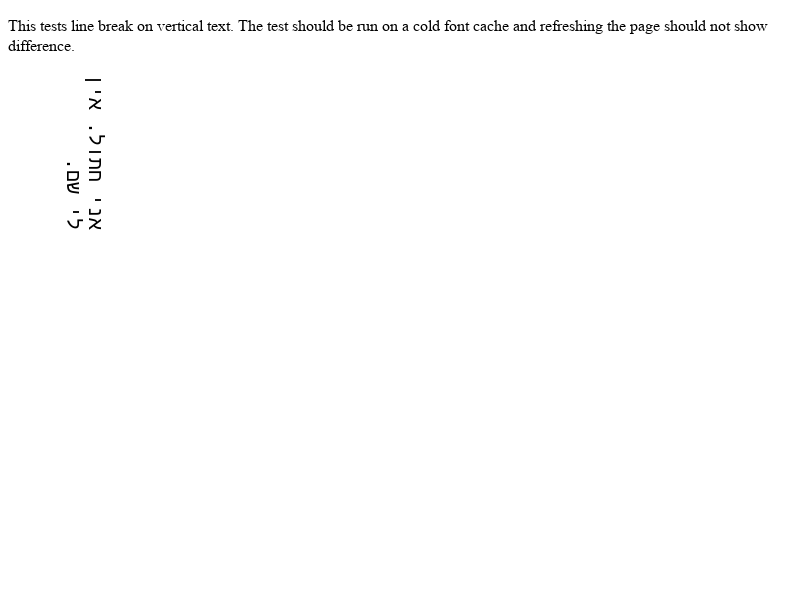 This tests line break on vertical text. The test should be run on a cold font cache and refreshing the page should not show
difference.
אני חתול. אין
לי שם.